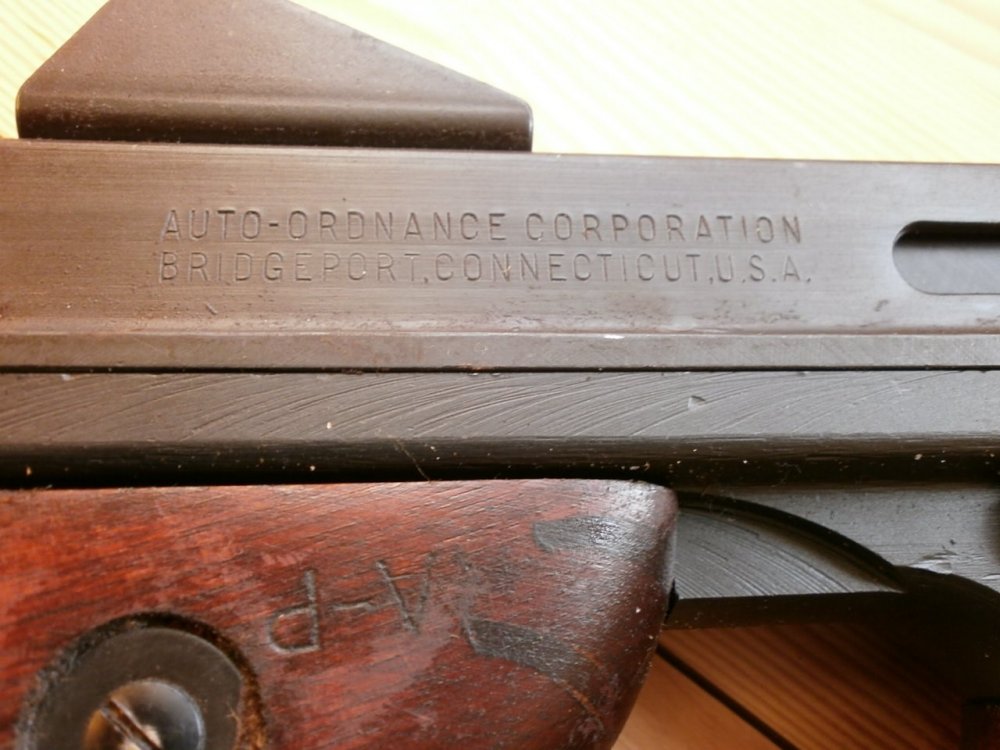 AUTO-ORDNANCE CORPORATION
BRIDGEPORT, CONNECTICUT, U.S.A.
A-P